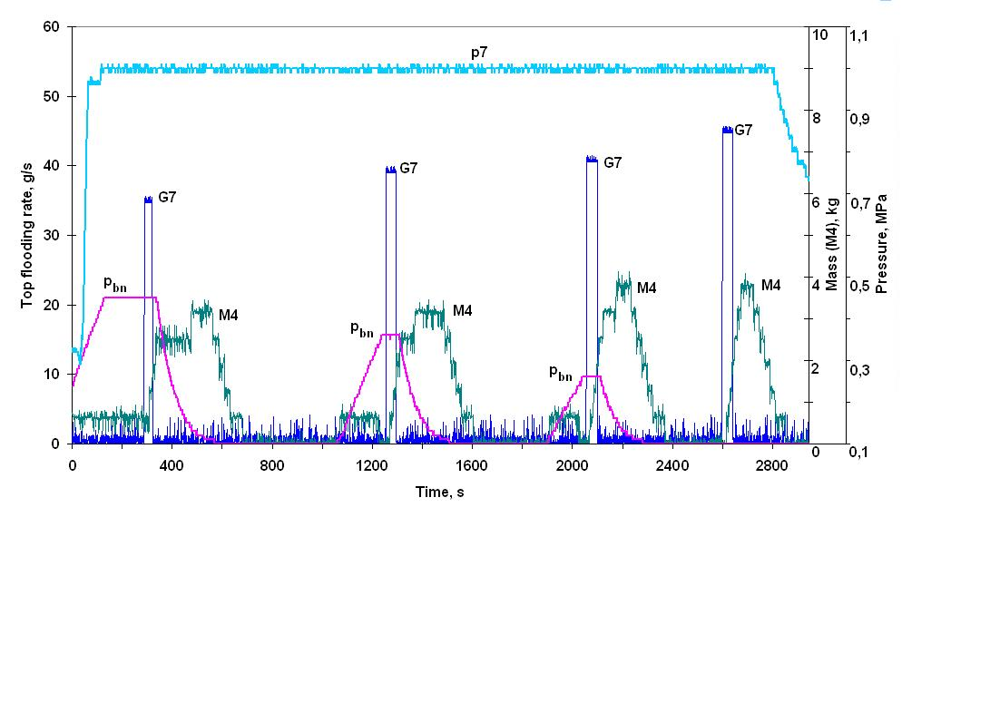 60
50
40
30
20
10
0
Top flooding rate, g/s
p7
G7
G7
G7
G7
pbn
pbn
pbn
M4
M4
M4
M4
10
8
6
4
2
0
Mass (M4), kg
1,1
0,9
0,7
0,5
0,3
0,1
Pressure, MPa
0 400 800 1200 1600 2000 2400 2800
Time, s